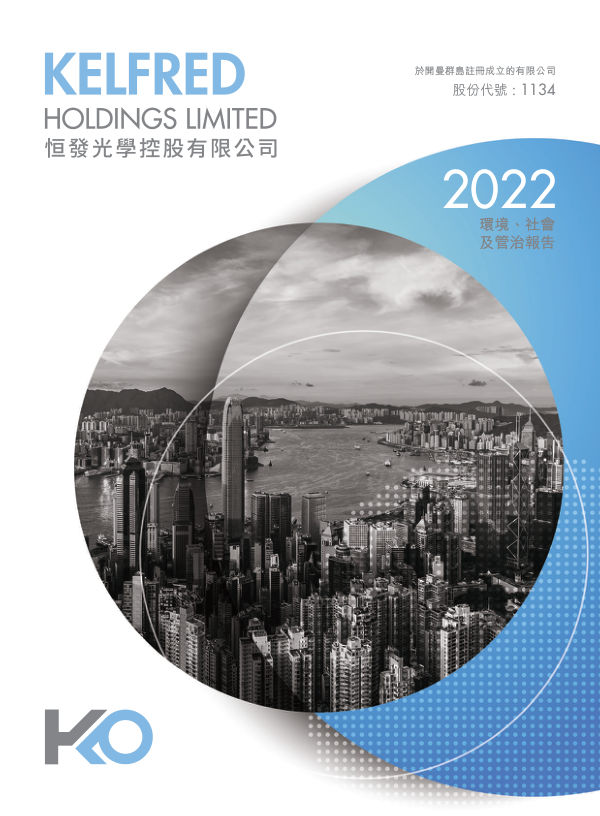 KELFRED
HOLDINGS LIMITED
恒發光學控股有限公司
於開曼群島註冊成立的有限公司
股份代號：1134
2022
環境、社會
及管治報告
KO